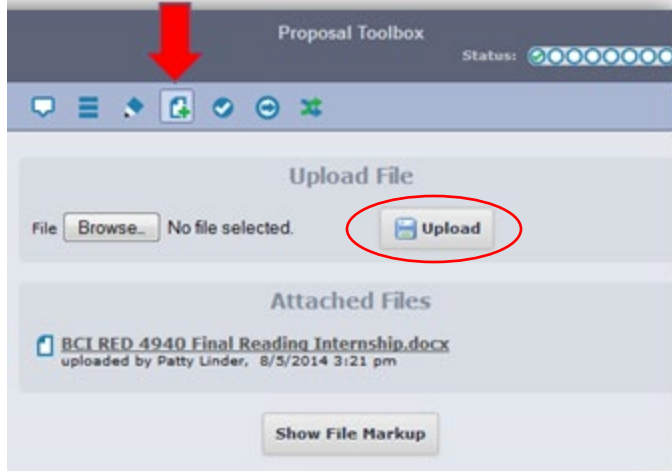 Proposal Toolbox
Status:
Upload File
File Browse.. No file selected. Upload
Attached Files
BCI RED 4940 Final Reading Internship.docx
uploaded by Patty Linder, 8/5/2014 3:21 pm
Show File Markup